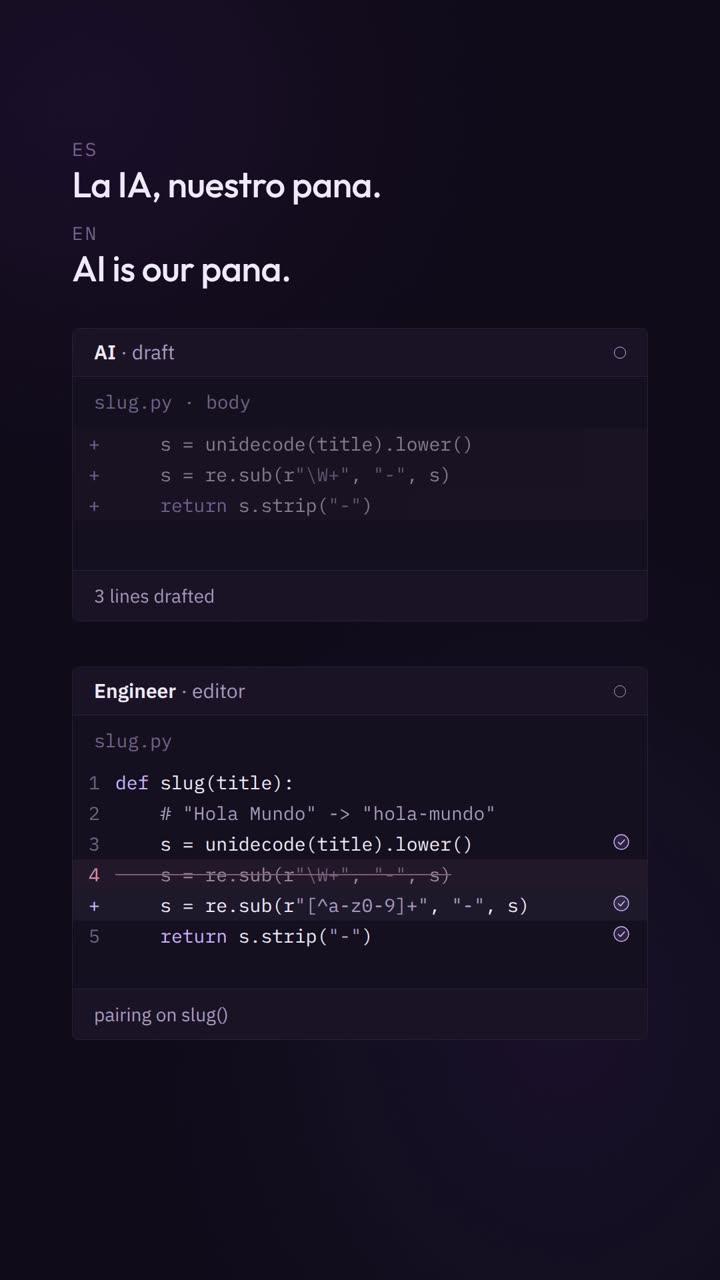 ES
La IA, nuestro pana.
EN
AI is our pana.
AI · draft
slug.py · body
+ s = unidecode(title).lower()
+ s = re.sub(r"\W+", "-", s)
+ return s.strip("-")
3 lines drafted
Engineer · editor
slug.py
1 def slug(title):
2 # "Hola Mundo" -> "hola-mundo"
3 s = unidecode(title).lower()
4 s = re.sub(r"\W+", "-", s)
+ s = re.sub(r"[^a-z0-9]+", "-", s)
5 return s.strip("-")
pairing on slug()